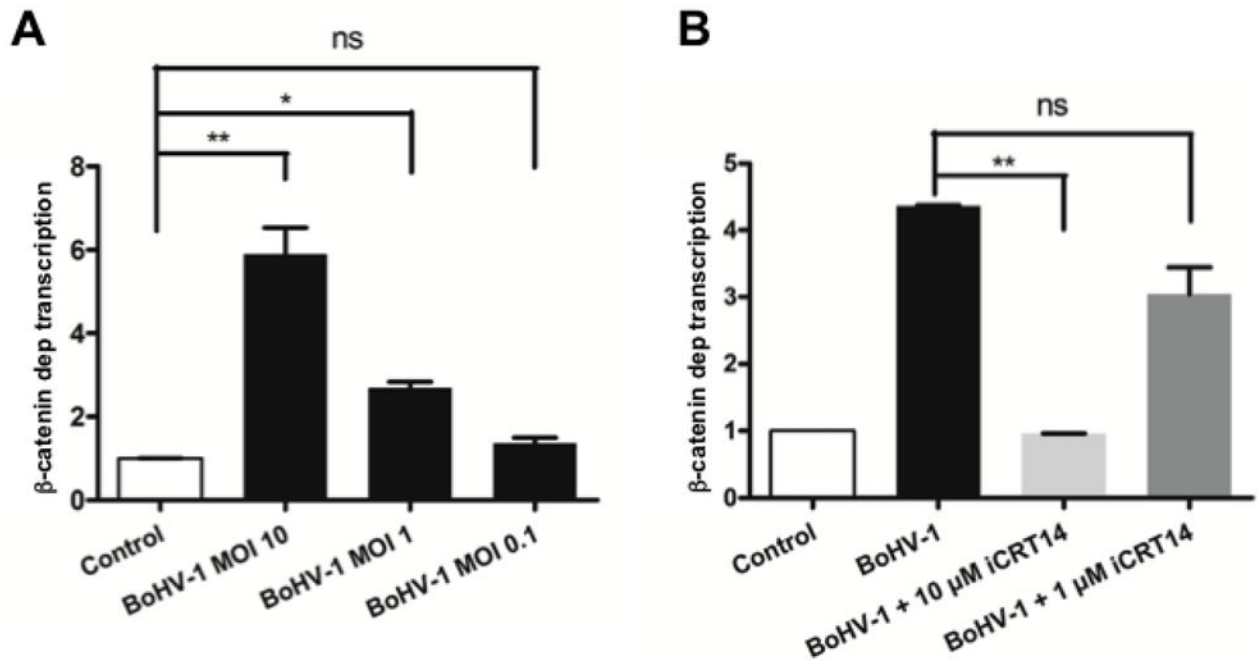 A
ns
*
**
8
6
4
2
0
β-catenin dep transcription
Control
BoHV-1 MOI 10
BoHV-1 MOI 1
BoHV-1 MOI 0.1
B
ns
**
5
4
3
2
1
0
β-catenin dep transcription
Control
BoHV-1
BoHV-1 + 10 µM iCRT14
BoHV-1 + 1 µM iCRT14